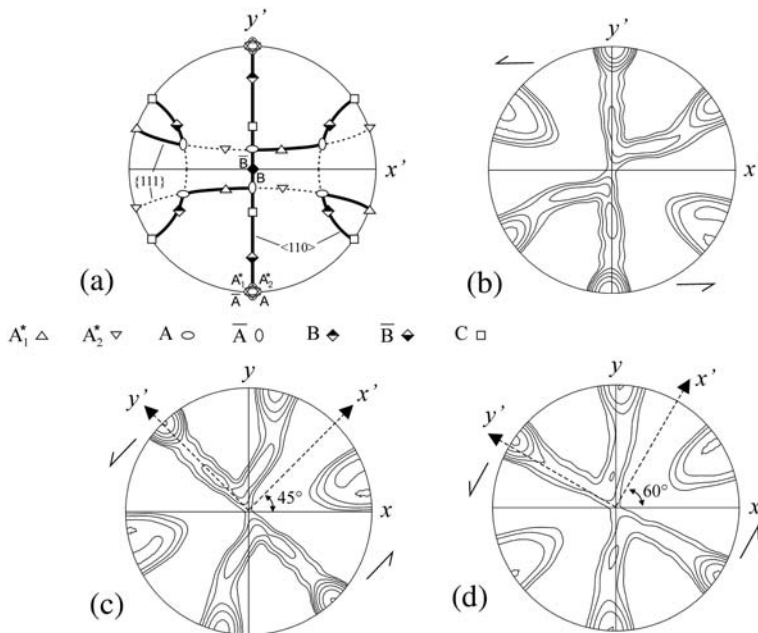 y’
x’
B̅
B
{111}
<110>
A₁* A₂*
A̅ A
(a)
y’
x
(b)
A₁* △ A₂* ▽ A ⬭ A̅ ⬯ B ⬘ B̅ ⬙ C □
y
y’
x’
45°
x
(c)
y
x’
y’
60°
x
(d)